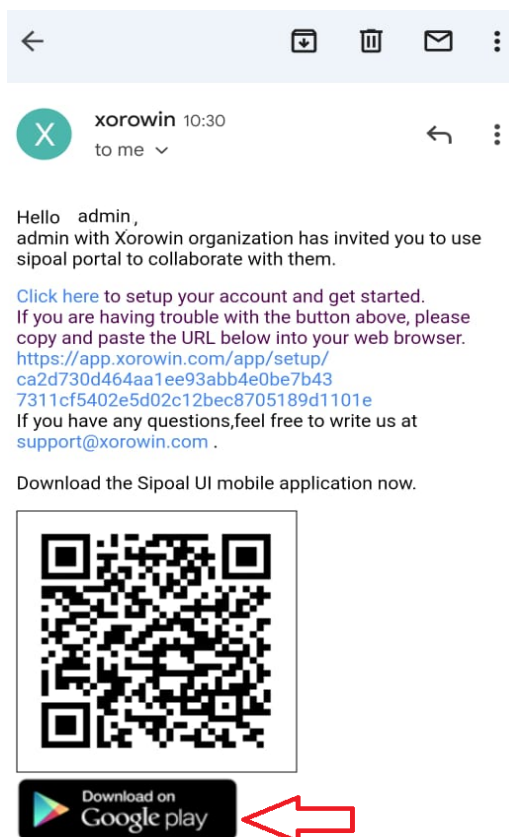 X
xorowin 10:30
to me
Hello admin,
admin with Xorowin organization has invited you to use
sipoal portal to collaborate with them.
Click here to setup your account and get started.
If you are having trouble with the button above, please
copy and paste the URL below into your web browser.
https://app.xorowin.com/app/setup/
ca2d730d464aa1ee93abb4e0be7b43
7311cf5402e5d02c12bec8705189d1101e
If you have any questions,feel free to write us at
support@xorowin.com .
Download the Sipoal UI mobile application now.
Download on
Google play